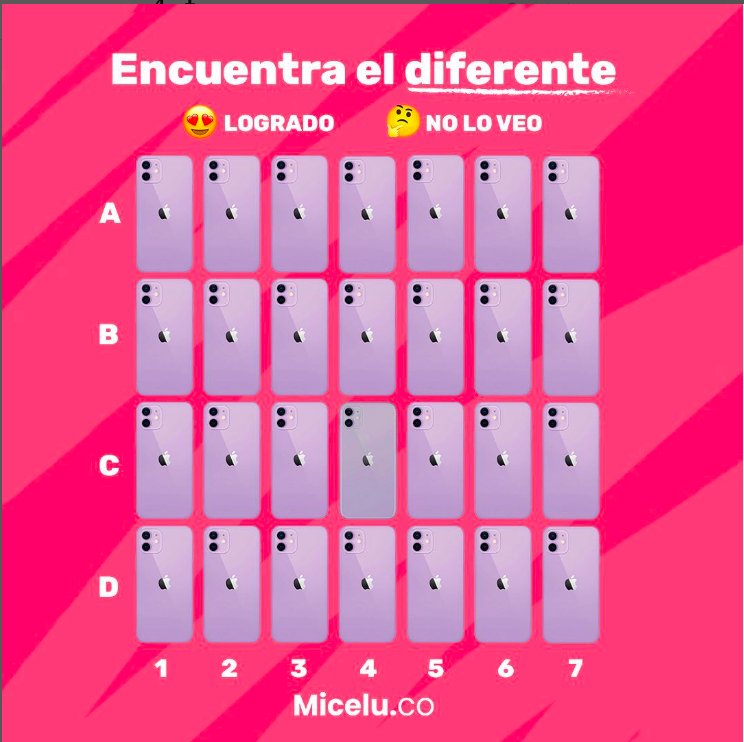 Encuentra el diferente
LOGRADO NO LO VEO
A
B
C
D
1 2 3 4 5 6 7
Micelu.co